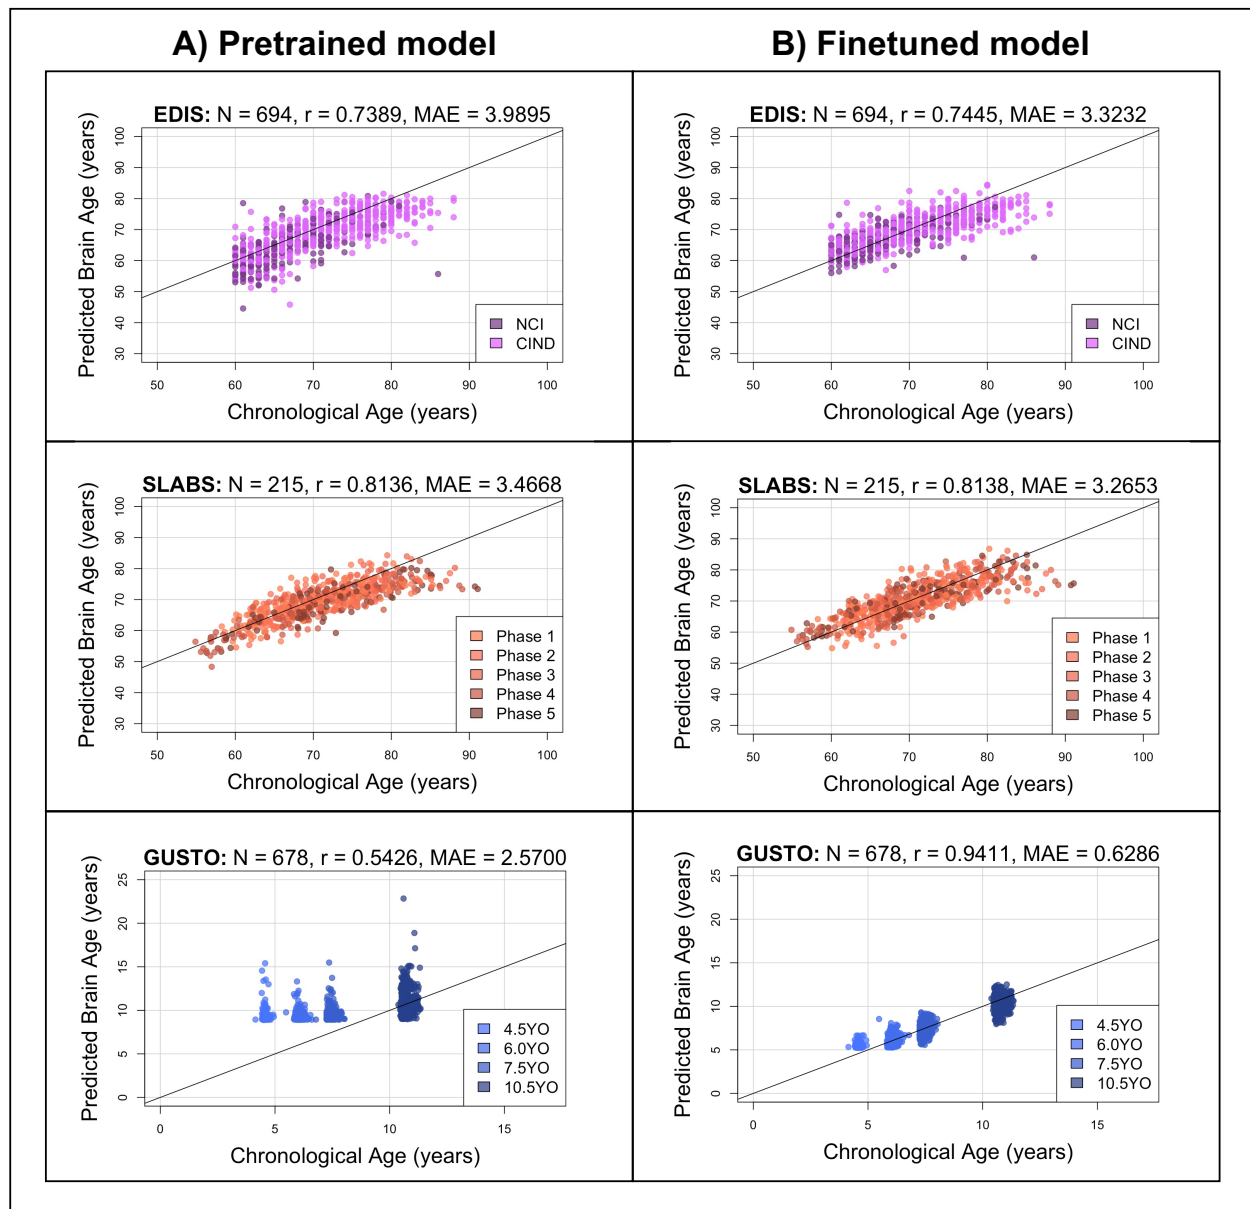 A) Pretrained model
B) Finetuned model
EDIS: N = 694, r = 0.7389, MAE = 3.9895
Predicted Brain Age (years)
100
90
80
70
60
50
40
30
NCI
CIND
50 60 70 80 90 100
Chronological Age (years)
EDIS: N = 694, r = 0.7445, MAE = 3.3232
Predicted Brain Age (years)
100
90
80
70
60
50
40
30
NCI
CIND
50 60 70 80 90 100
Chronological Age (years)
SLABS: N = 215, r = 0.8136, MAE = 3.4668
Predicted Brain Age (years)
100
90
80
70
60
50
40
30
Phase 1
Phase 2
Phase 3
Phase 4
Phase 5
50 60 70 80 90 100
Chronological Age (years)
SLABS: N = 215, r = 0.8138, MAE = 3.2653
Predicted Brain Age (years)
100
90
80
70
60
50
40
30
Phase 1
Phase 2
Phase 3
Phase 4
Phase 5
50 60 70 80 90 100
Chronological Age (years)
GUSTO: N = 678, r = 0.5426, MAE = 2.5700
Predicted Brain Age (years)
25
20
15
10
5
0
4.5YO
6.0YO
7.5YO
10.5YO
0 5 10 15
Chronological Age (years)
GUSTO: N = 678, r = 0.9411, MAE = 0.6286
Predicted Brain Age (years)
25
20
15
10
5
0
4.5YO
6.0YO
7.5YO
10.5YO
0 5 10 15
Chronological Age (years)